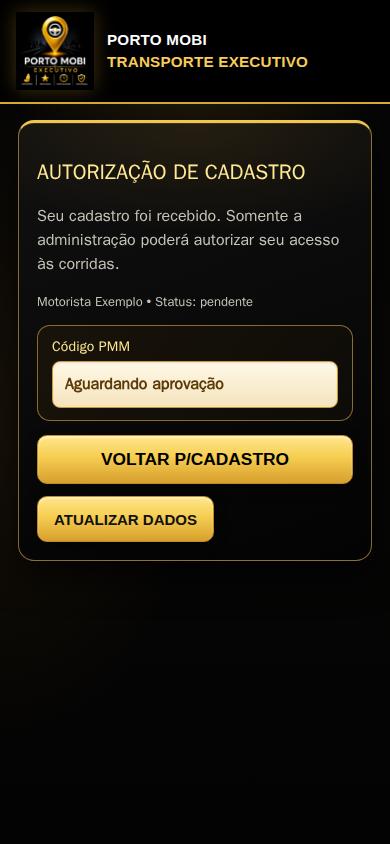 PORTO MOBI
EXECUTIVO
PORTO MOBI
TRANSPORTE EXECUTIVO
AUTORIZAÇÃO DE CADASTRO
Seu cadastro foi recebido. Somente a
administração poderá autorizar seu acesso
às corridas.
Motorista Exemplo • Status: pendente
Código PMM
Aguardando aprovação
VOLTAR P/CADASTRO
ATUALIZAR DADOS